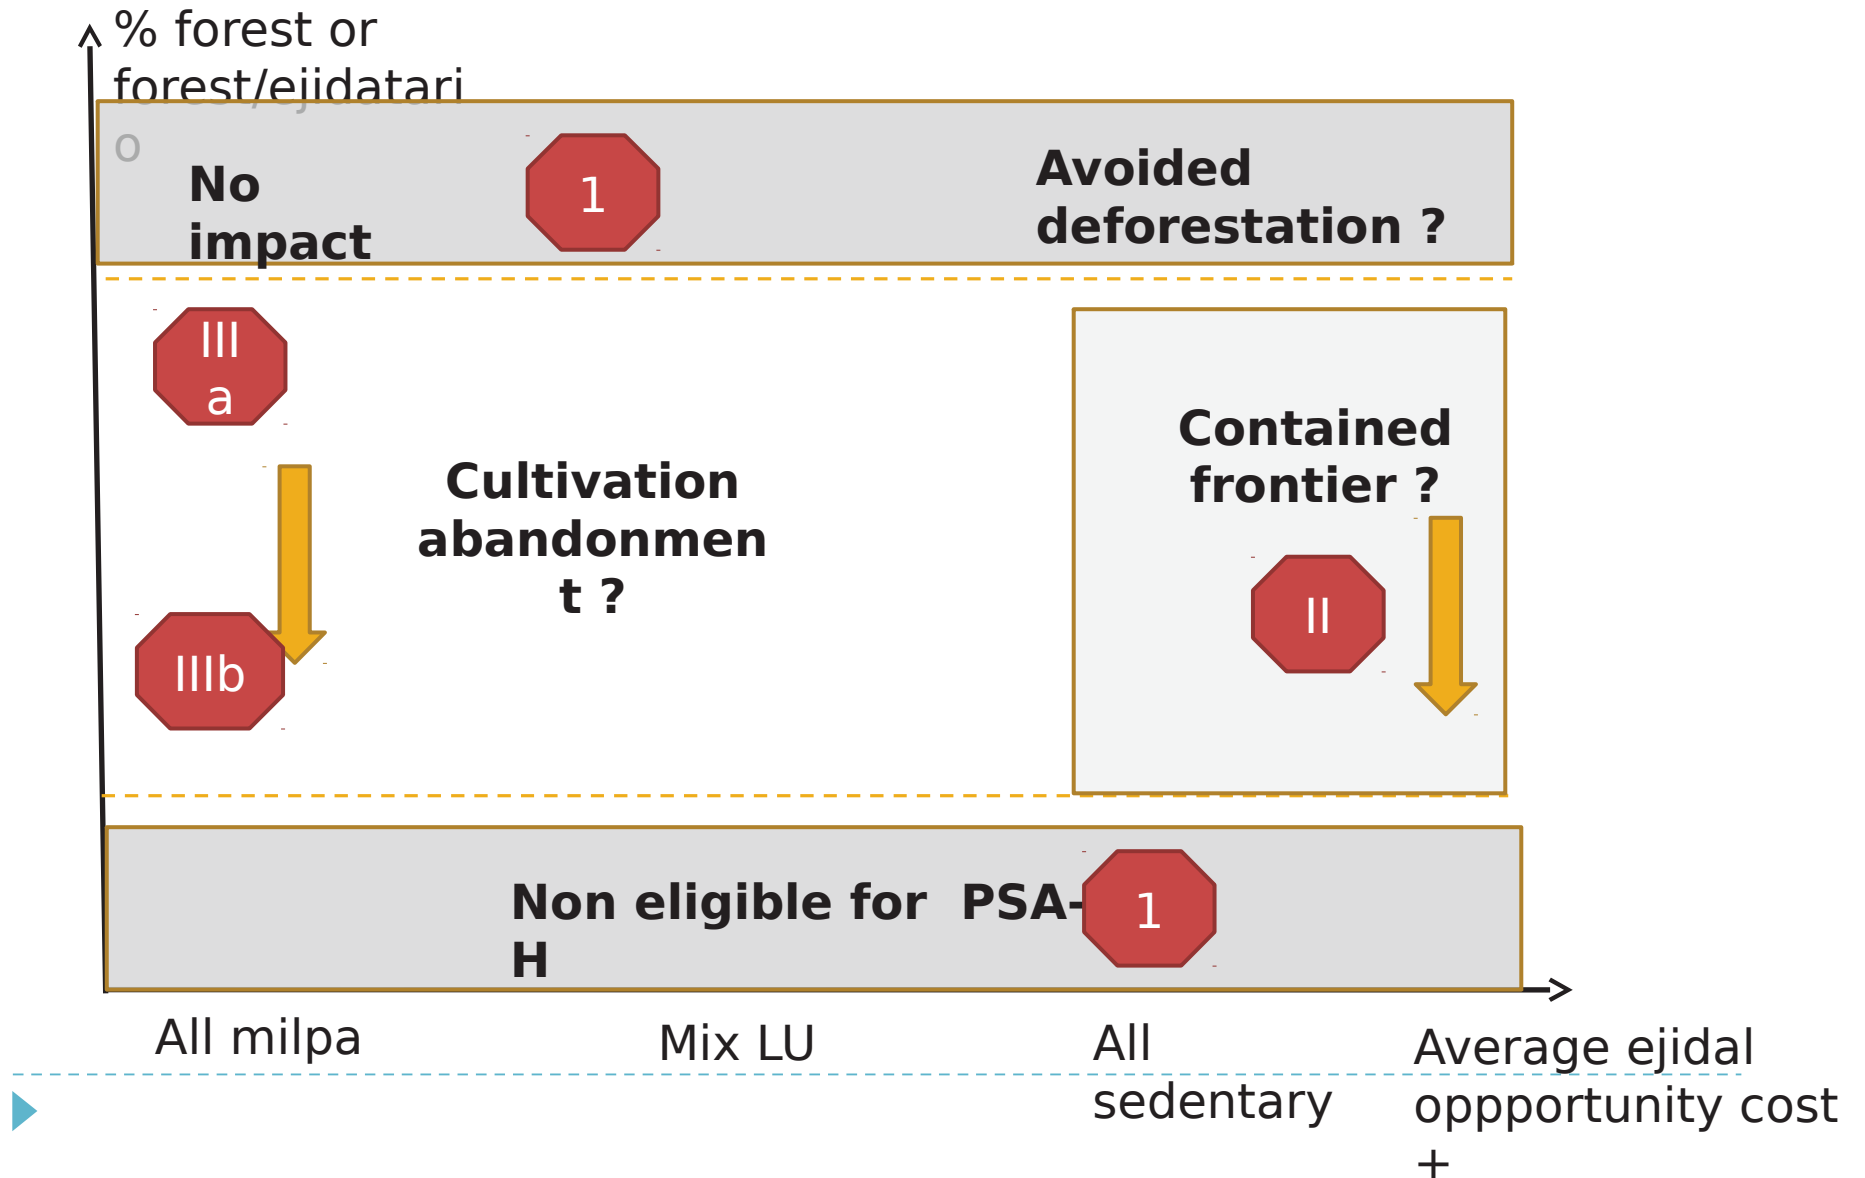 % forest or
forest/ejidatari
o
No
impact
1
Avoided
deforestation ?
III
a
Cultivation
abandonmen
t ?
Contained
frontier ?
II
IIIb
Non eligible for  PSA-
H
1
All milpa
Mix LU
All
sedentary
Average ejidal
oppportunity cost
+